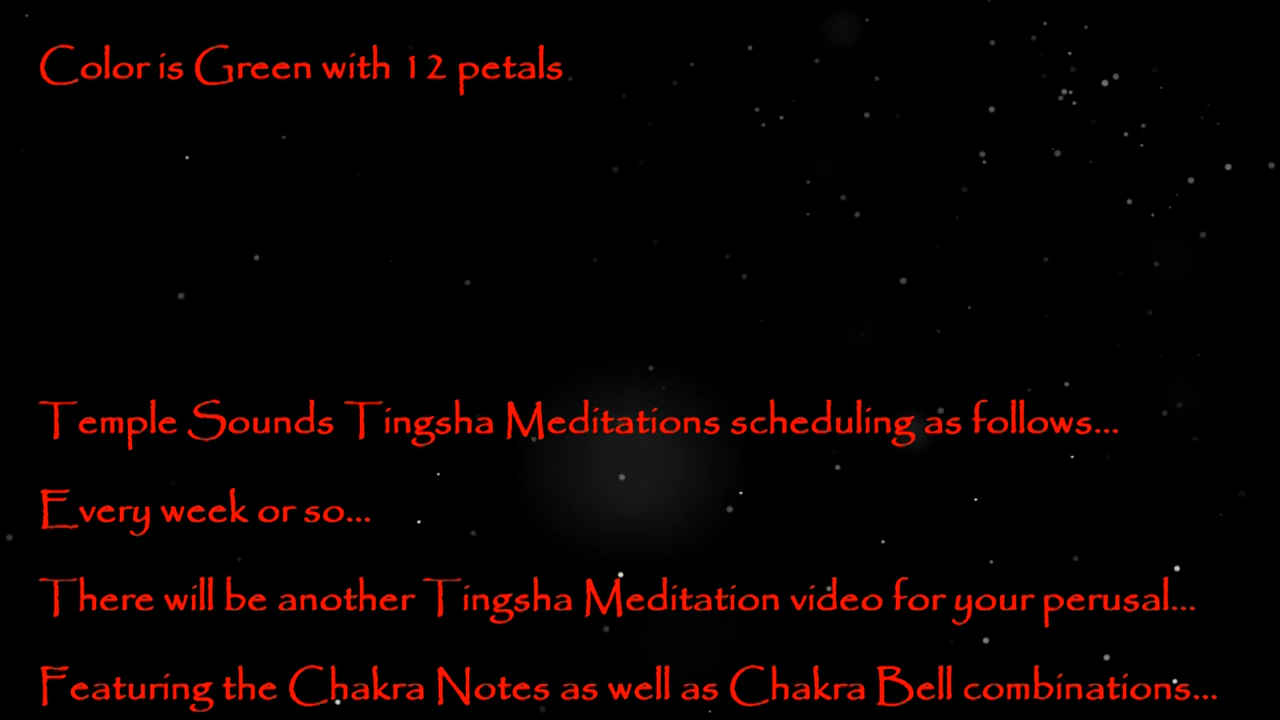 Color is Green with 12 petals
Temple Sounds Tingsha Meditations scheduling as follows...
Every week or so...
There will be another Tingsha Meditation video for your perusal...
Featuring the Chakra Notes as well as Chakra Bell combinations...